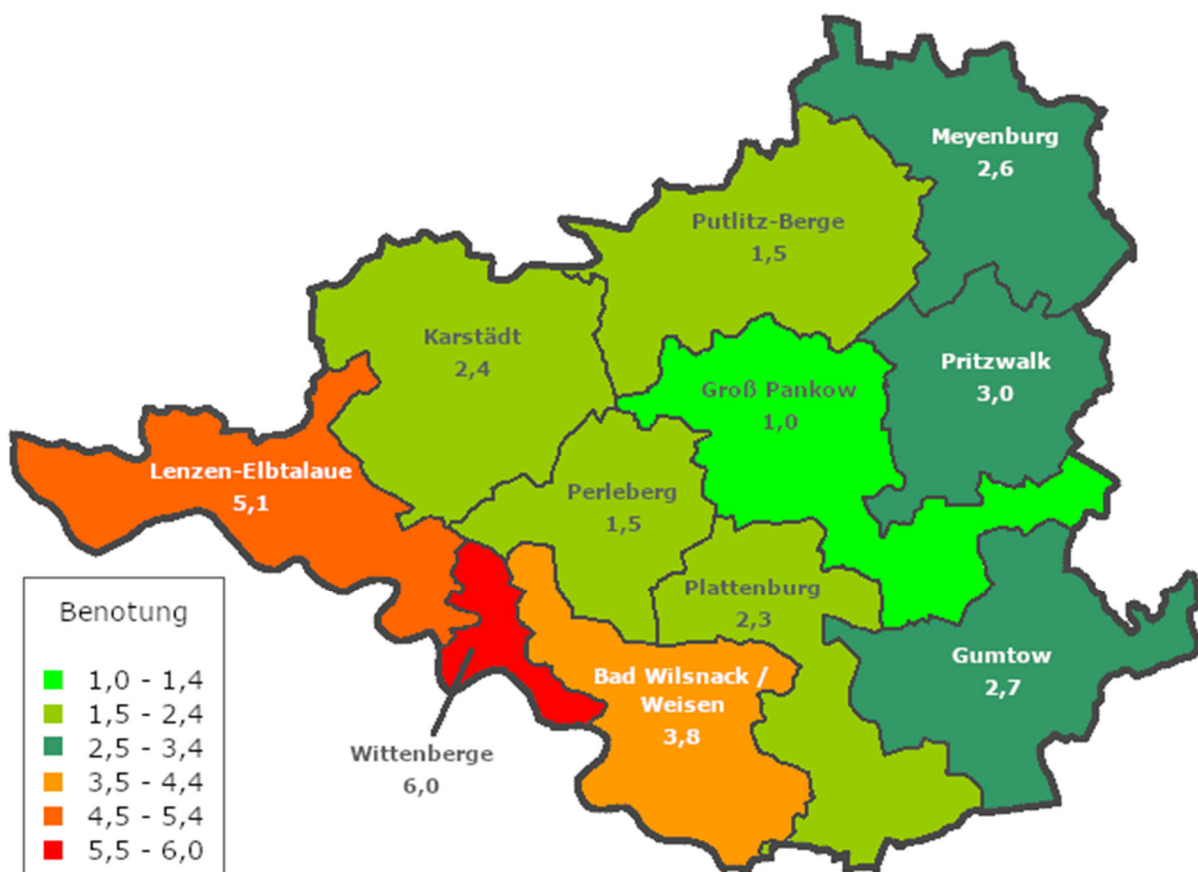 Meyenburg
2,6
Putlitz-Berge
1,5
Karstädt
2,4
Pritzwalk
3,0
Groß Pankow
1,0
Lenzen-Elbtalaue
5,1
Perleberg
1,5
Plattenburg
2,3
Gumtow
2,7
Bad Wilsnack /
Weisen
3,8
Wittenberge
6,0
Benotung
1,0 - 1,4
1,5 - 2,4
2,5 - 3,4
3,5 - 4,4
4,5 - 5,4
5,5 - 6,0